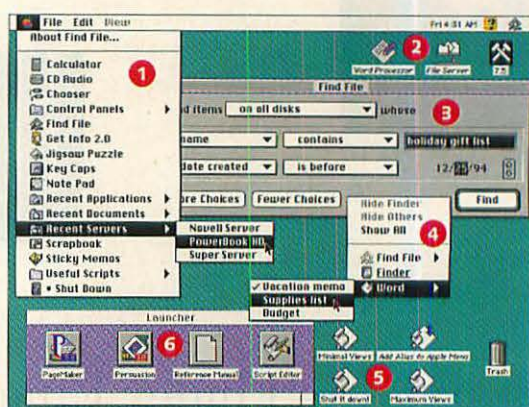 File Edit View
Fri 4:51 AM
About Find File...
Calculator
CD Audio
Chooser
Control Panels
Find File
Get Info 2.0
Jigsaw Puzzle
Key Caps
Note Pad
Recent Applications
Recent Documents
Recent Servers
Scrapbook
Sticky Memos
Useful Scripts
• Shut Down
1
2
Word Processor
File Server
7.5
Find File
3
nd items on all disks whose
name contains holiday gift list
date created is before 12/ /94
ore Choices Fewer Choices Find
Novell Server
PowerBook HD
Super Server
Hide Finder
Hide Others
Show All
4
Find File
Finder
Word
✓ Vacation memo
Supplies list
Budget
Launcher
6
PageMaker
Persuasion
Reference Manual
Script Editor
Minimal Views
Add Alias to Apple Menu
5
Shut it down!
Maximum Views
Trash